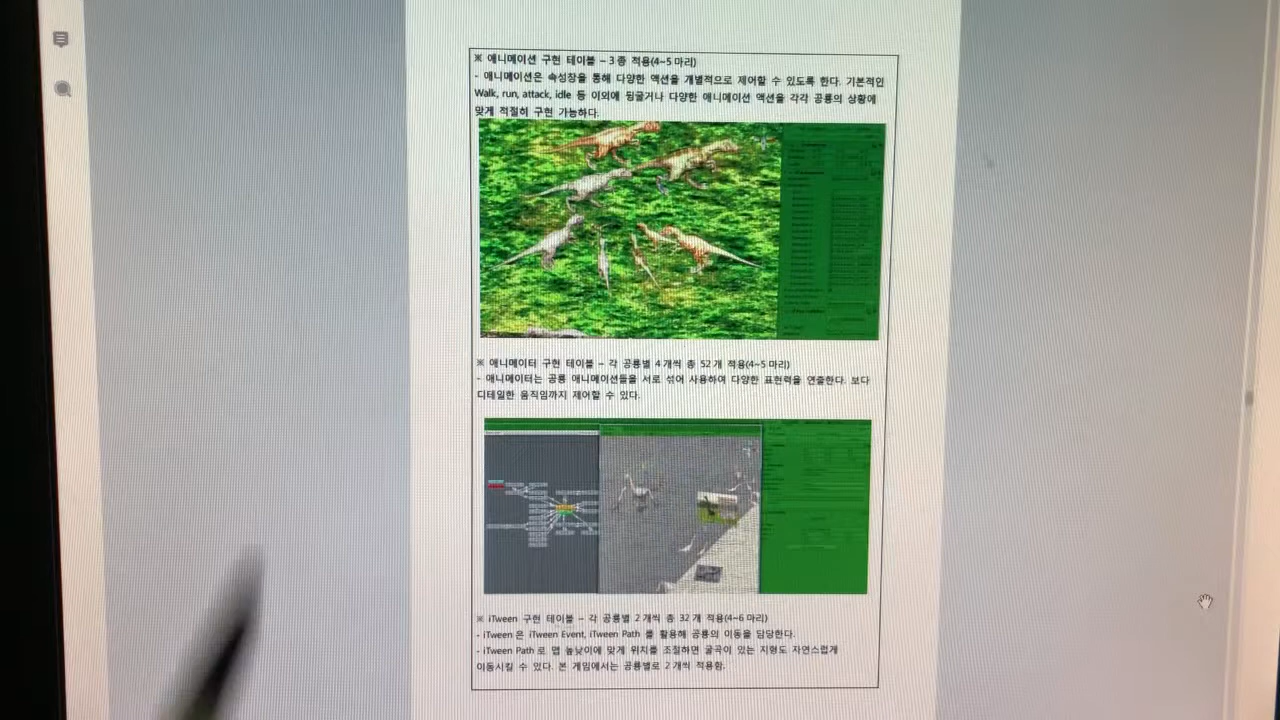 ※ 애니메이션 구현 테이블 – 3종 적용(4~5 마리)
- 애니메이션은 속성창을 통해 다양한 액션을 개별적으로 제어할 수 있도록 한다. 기본적인
Walk, run, attack, idle 등 이외에 뒹굴거나 다양한 애니메이션 액션을 각각 공룡의 상황에
맞게 적절히 구현 가능하다.
※ 애니메이터 구현 테이블 – 각 공룡별 4개씩 총 52개 적용(4~5 마리)
- 애니메이터는 공룡 애니메이션들을 서로 섞어 사용하여 다양한 표현력을 연출한다. 보다
디테일한 움직임까지 제어할 수 있다.
※ iTween 구현 테이블 – 각 공룡별 2개씩 총 32개 적용(4~6 마리)
- iTween은 iTween Event, iTween Path 를 활용해 공룡의 이동을 담당한다.
- iTween Path로 맵 높낮이에 맞게 위치를 조절하면 굴곡이 있는 지형도 자연스럽게
이동시킬 수 있다. 본 게임에서는 공룡별로 2개씩 적용함.